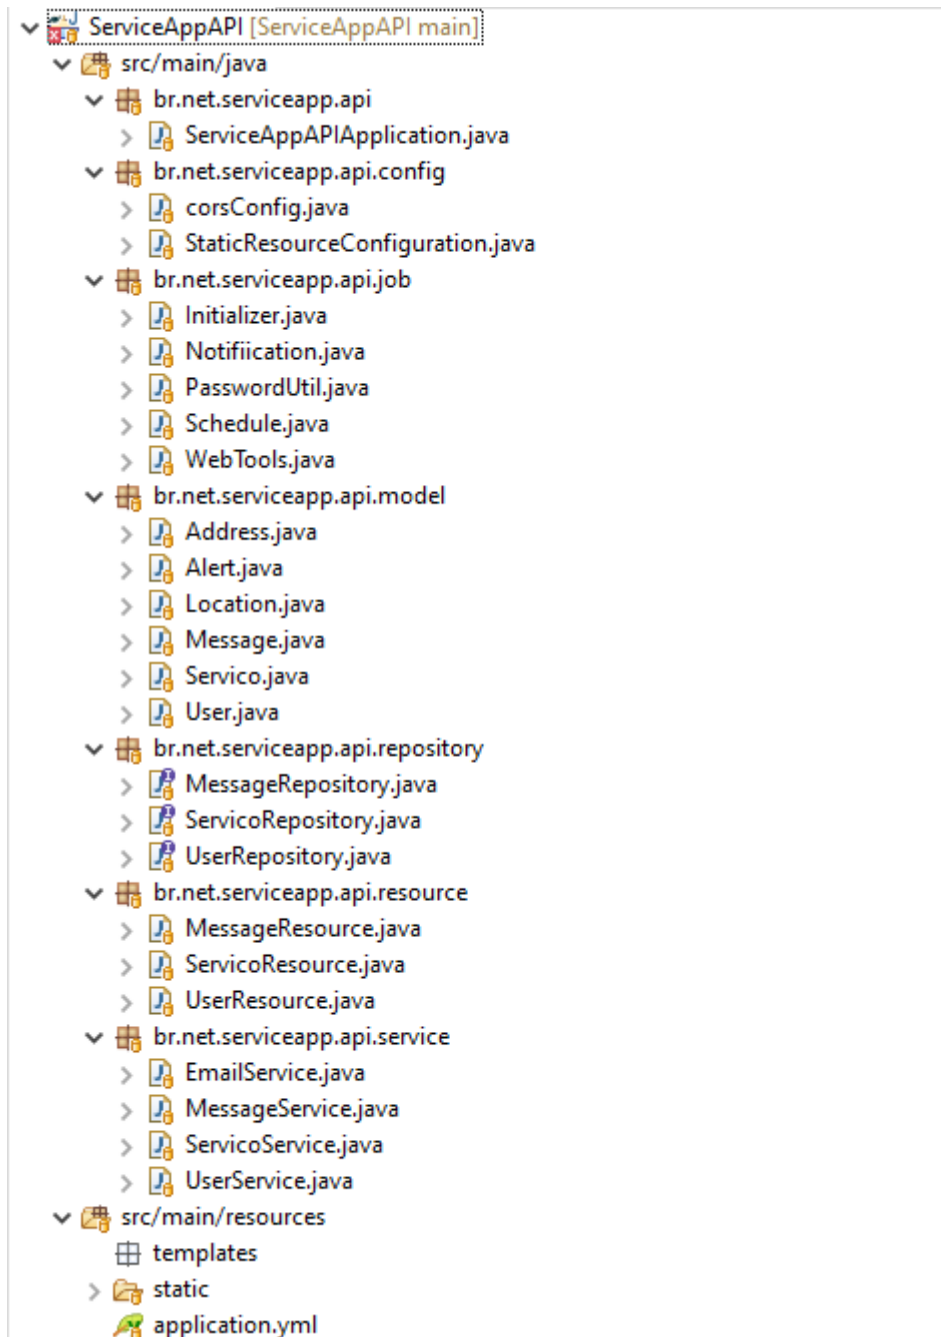 ServiceAppAPI [ServiceAppAPI main]
src/main/java
br.net.serviceapp.api
ServiceAppAPIApplication.java
br.net.serviceapp.api.config
corsConfig.java
StaticResourceConfiguration.java
br.net.serviceapp.api.job
Initializer.java
Notifiication.java
PasswordUtil.java
Schedule.java
WebTools.java
br.net.serviceapp.api.model
Address.java
Alert.java
Location.java
Message.java
Servico.java
User.java
br.net.serviceapp.api.repository
MessageRepository.java
ServicoRepository.java
UserRepository.java
br.net.serviceapp.api.resource
MessageResource.java
ServicoResource.java
UserResource.java
br.net.serviceapp.api.service
EmailService.java
MessageService.java
ServicoService.java
UserService.java
src/main/resources
templates
static
application.yml